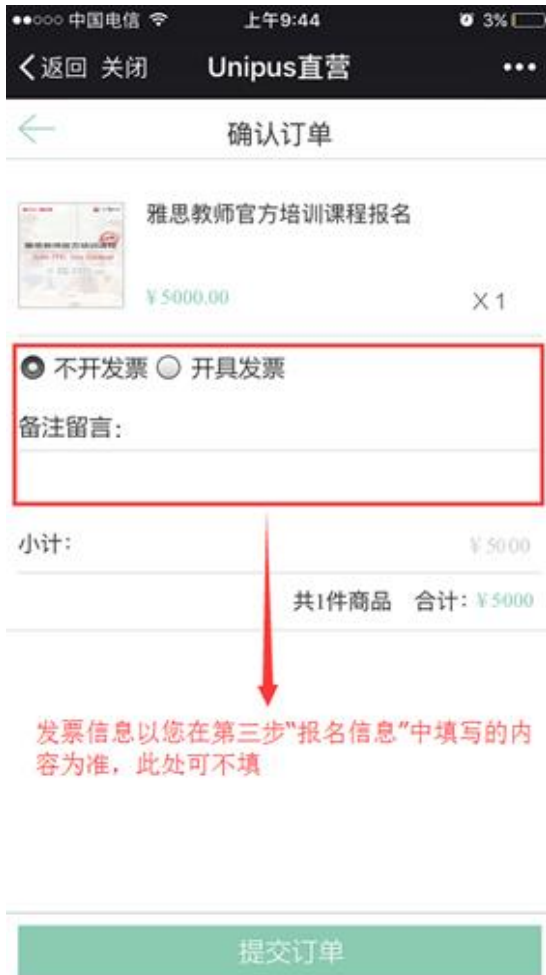 中国电信 上午9:44 3%
返回 关闭 Unipus直营
确认订单
雅思教师官方培训课程报名
¥5000.00 X1
不开发票 开具发票
备注留言:
小计: ¥5000
共1件商品 合计:¥5000
发票信息以您在第三步“报名信息”中填写的内
容为准，此处可不填
提交订单